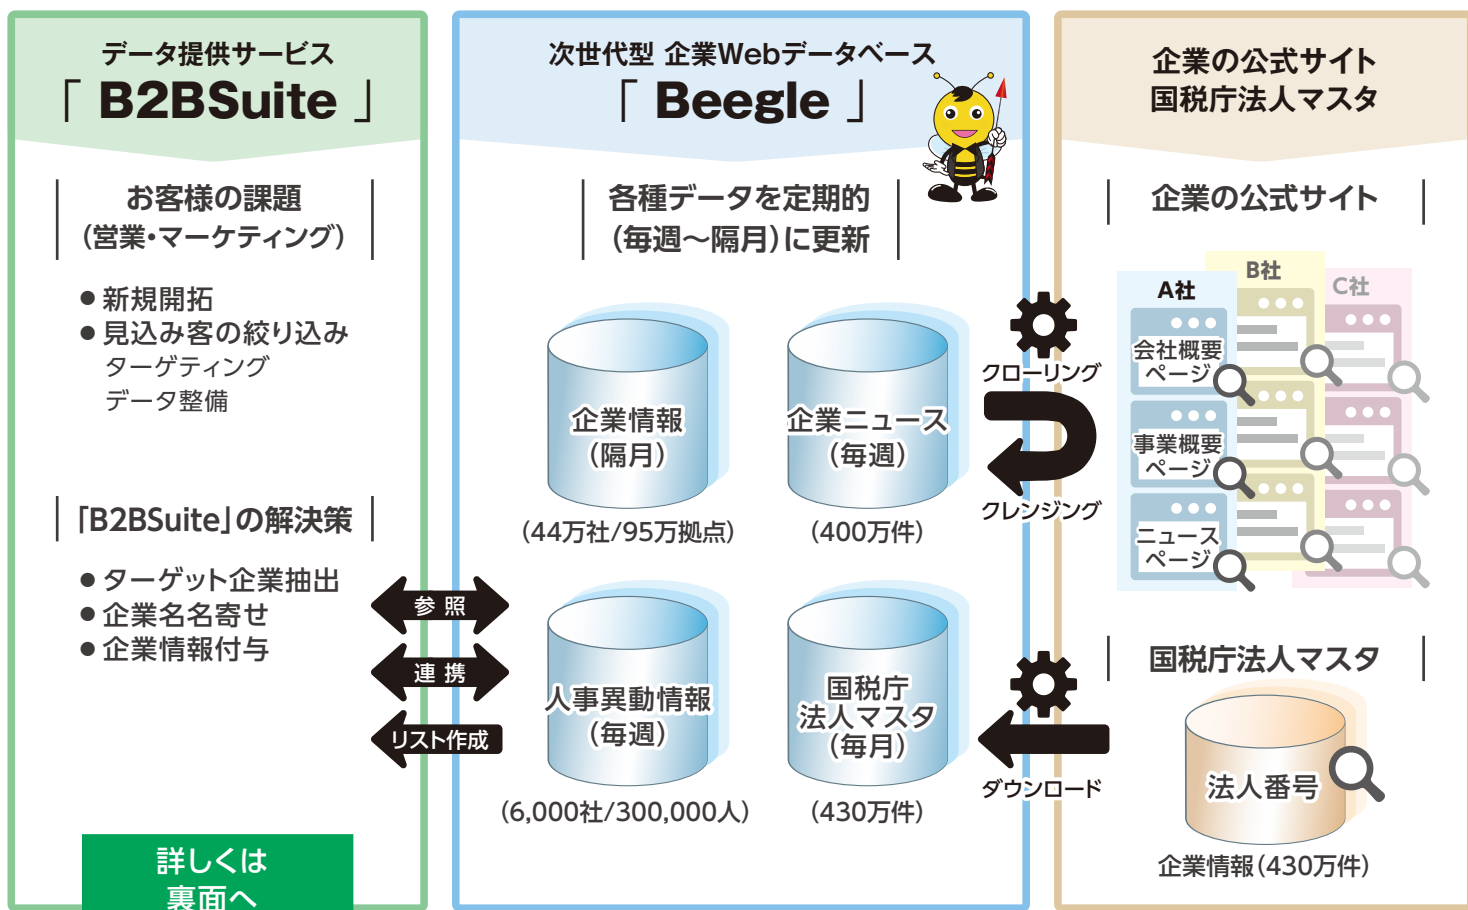 データ提供サービス
「 B2BSuite 」
お客様の課題
（営業・マーケティング）
● 新規開拓
● 見込み客の絞り込み
ターゲティング
データ整備
「B2BSuite」の解決策
● ターゲット企業抽出
● 企業名名寄せ
● 企業情報付与
詳しくは
裏面へ
参照
連携
リスト作成
次世代型 企業Webデータベース
「 Beegle 」
各種データを定期的
（毎週～隔月）に更新
企業情報
（隔月）
（44万社/95万拠点）
企業ニュース
（毎週）
（400万件）
人事異動情報
（毎週）
（6,000社/300,000人）
国税庁
法人マスタ
（毎月）
（430万件）
クローリング
クレンジング
ダウンロード
企業の公式サイト
国税庁法人マスタ
企業の公式サイト
A社
B社
C社
会社概要
ページ
事業概要
ページ
ニュース
ページ
国税庁法人マスタ
法人番号
企業情報（430万件）